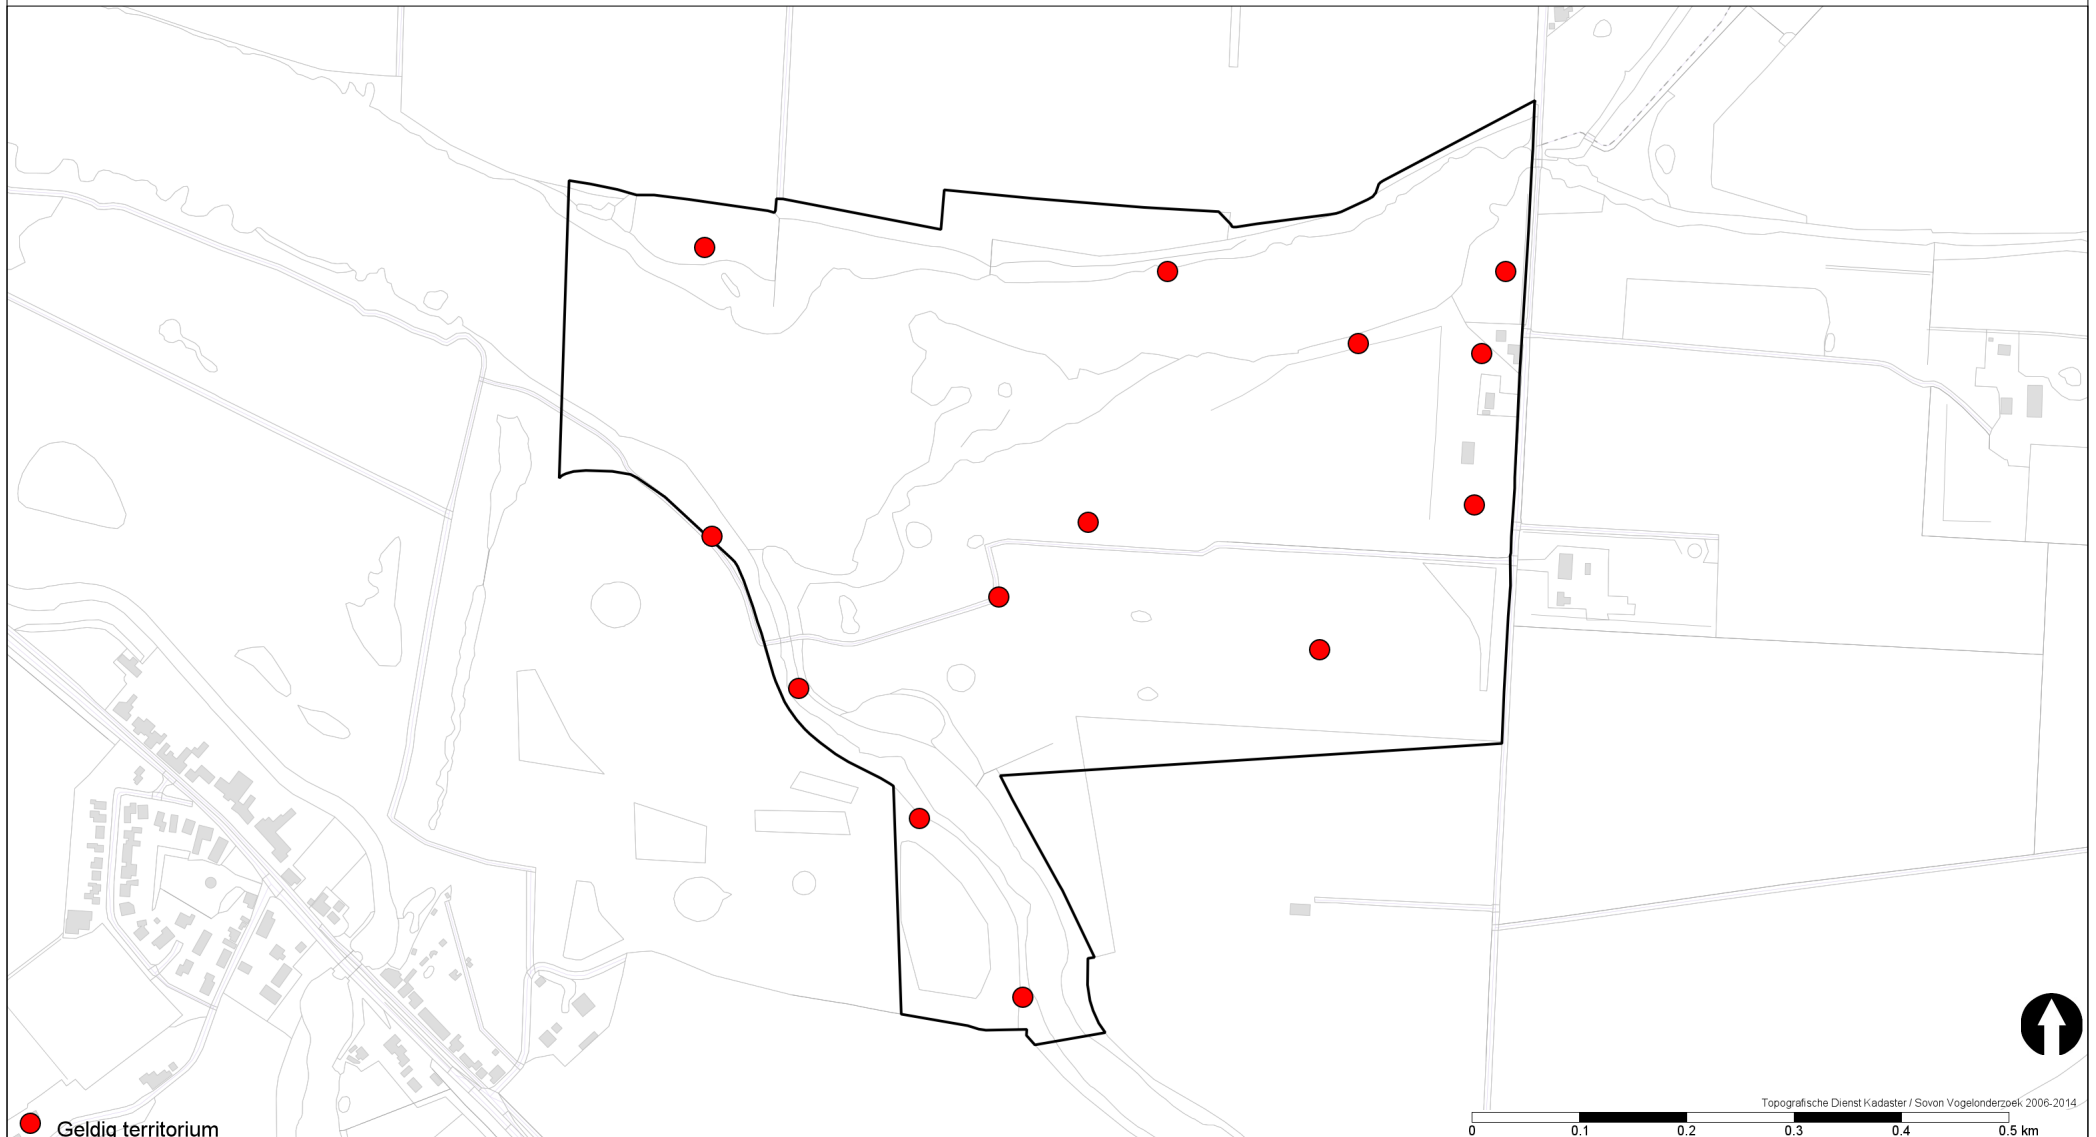 Topografische Dienst Kadaster / Sovon Vogelonderzoek 2006-2014
Geldig territorium
0 0.1 0.2 0.3 0.4 0.5 km